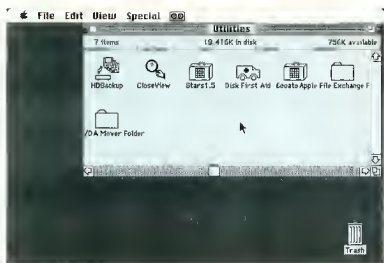 File Edit View Special
Utilities
7 items 19,416K in disk 756K available
HDBackup CloseView Stars1.5 Disk First Aid Locate Apple File Exchange F
/DA Mover Folder
Trash